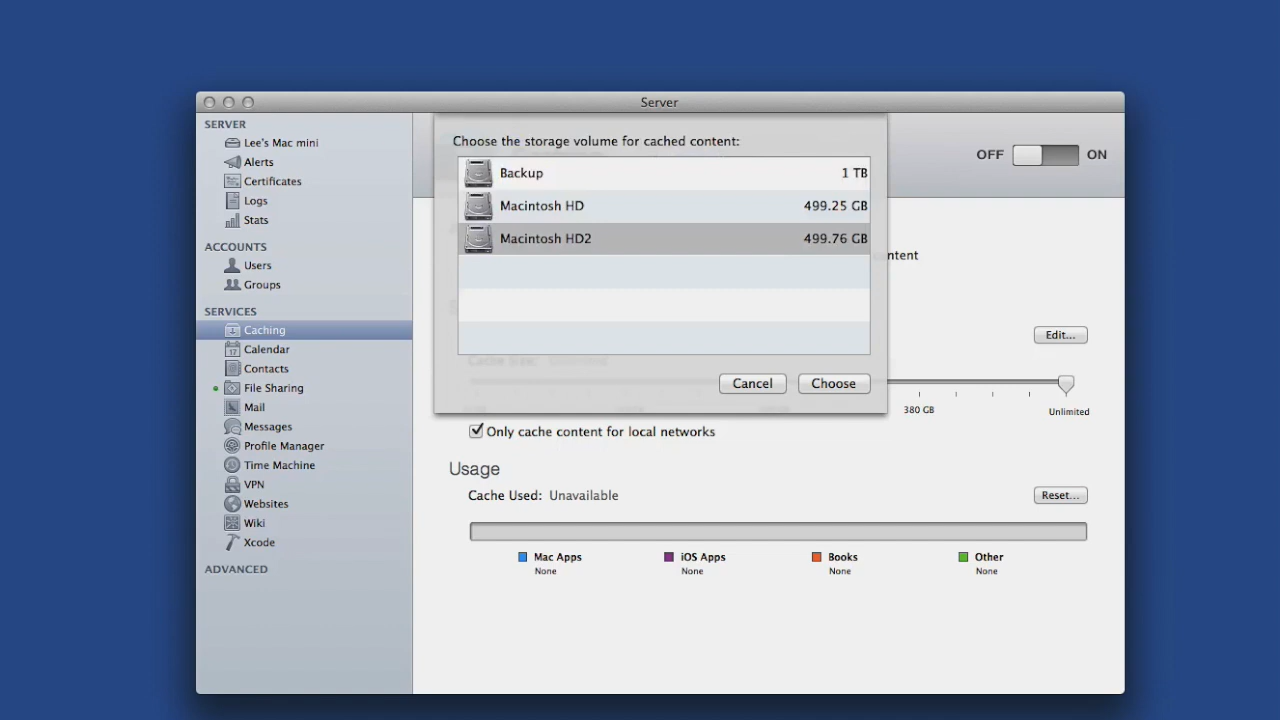 Server
SERVER
Lee's Mac mini
Alerts
Certificates
Logs
Stats
ACCOUNTS
Users
Groups
SERVICES
Caching
Calendar
Contacts
File Sharing
Mail
Messages
Profile Manager
Time Machine
VPN
Websites
Wiki
Xcode
ADVANCED
Choose the storage volume for cached content:
Backup 1 TB
Macintosh HD 499.25 GB
Macintosh HD2 499.76 GB
Cancel Choose
OFF ON
ntent
Edit...
Cache Size: Unlimited
380 GB Unlimited
Only cache content for local networks
Usage
Cache Used: Unavailable
Reset...
Mac Apps iOS Apps Books Other
None None None None